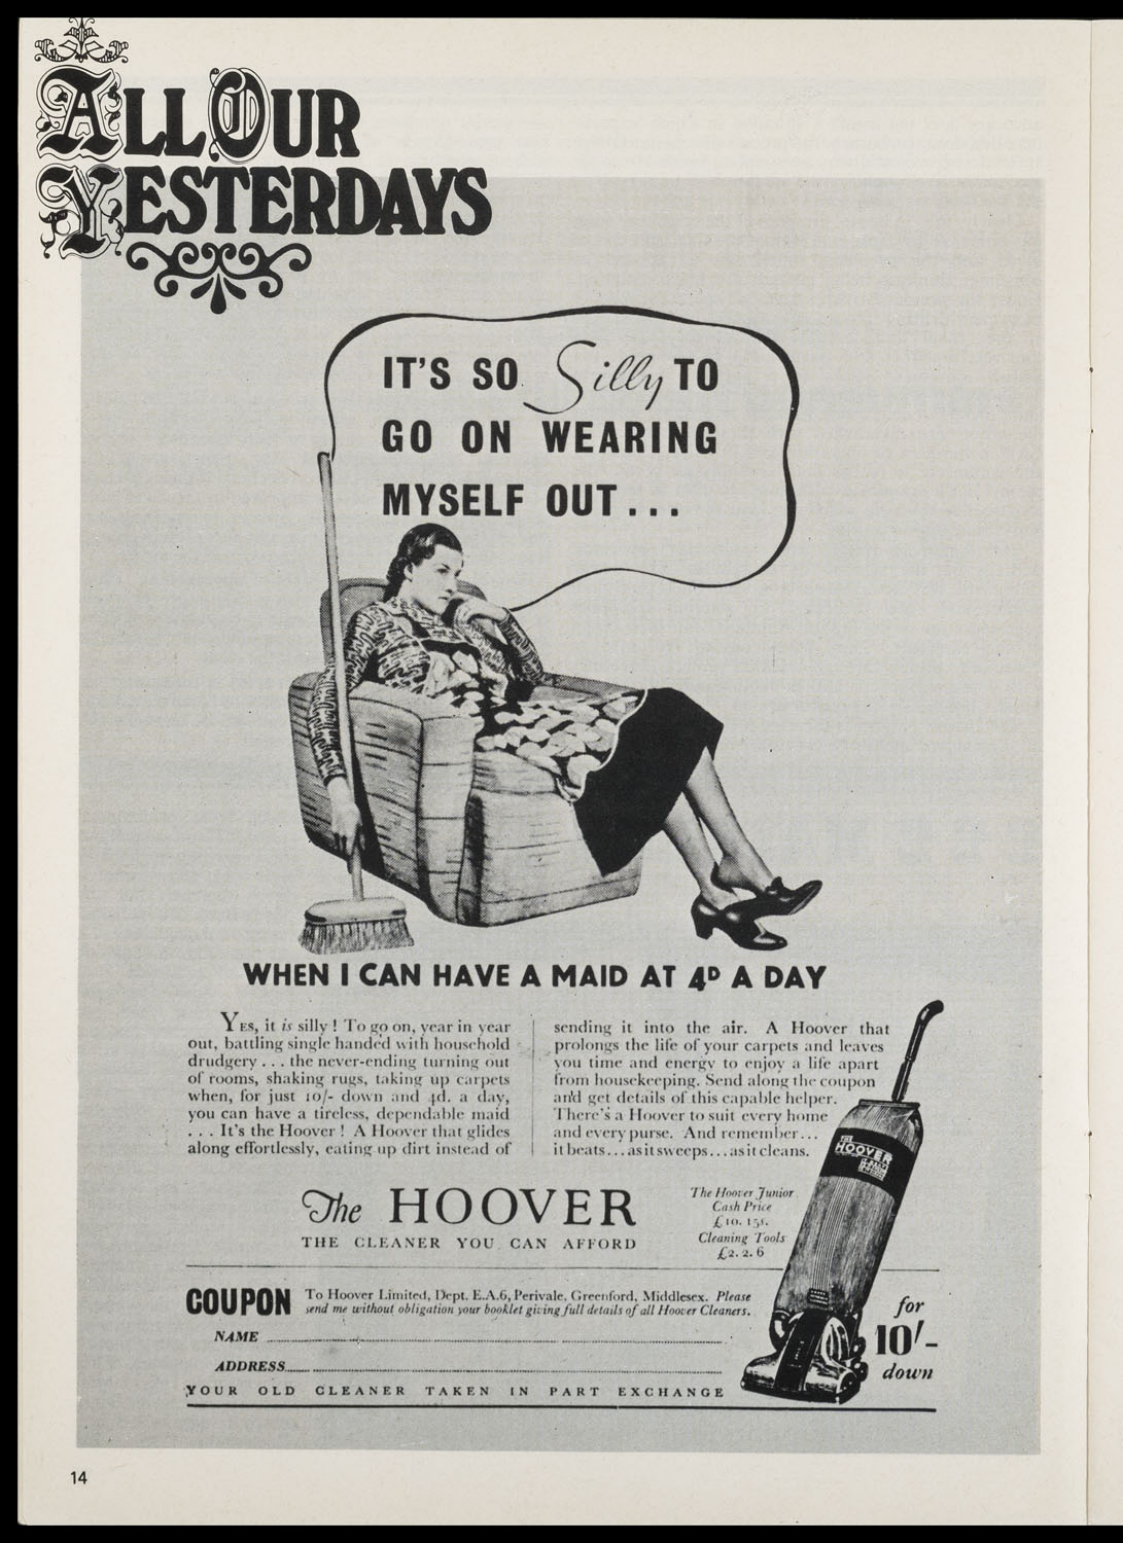 ALL OUR
YESTERDAYS
IT'S SO Silly TO
GO ON WEARING
MYSELF OUT...
WHEN I CAN HAVE A MAID AT 4D A DAY
YES, it is silly! To go on, year in year
out, battling single handed with household
drudgery... the never-ending turning out
of rooms, shaking rugs, taking up carpets
when, for just 10/- down and 4d. a day,
you can have a tireless, dependable maid
... It's the Hoover! A Hoover that glides
along effortlessly, eating up dirt instead of
sending it into the air. A Hoover that
prolongs the life of your carpets and leaves
you time and energy to enjoy a life apart
from housekeeping. Send along the coupon
and get details of this capable helper.
There's a Hoover to suit every home
and every purse. And remember...
it beats...as it sweeps...as it cleans.
THE
HOOVER
The HOOVER
THE CLEANER YOU CAN AFFORD
The Hoover Junior
Cash Price
£10. 15s.
Cleaning Tools
£2. 2. 6
COUPON
To Hoover Limited, Dept. E.A.6, Perivale, Greenford, Middlesex. Please
send me without obligation your booklet giving full details of all Hoover Cleaners.
NAME
ADDRESS
YOUR OLD CLEANER TAKEN IN PART EXCHANGE
for
10/-
down
14